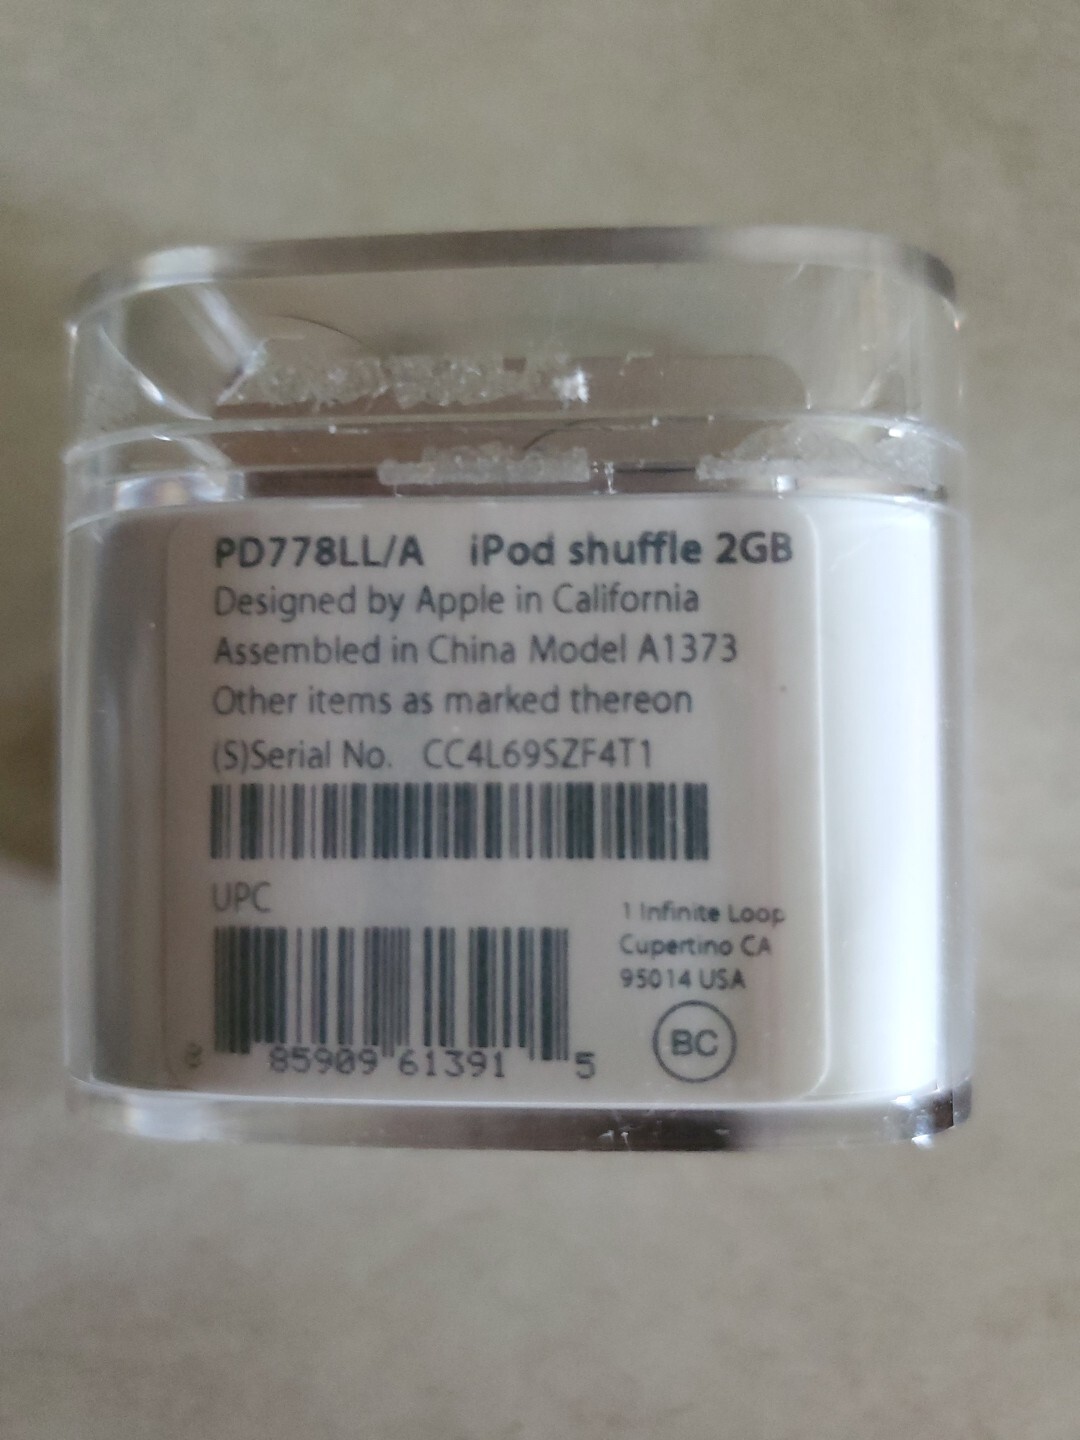 PD778LL/A iPod shuffle 2GB
Designed by Apple in California
Assembled in China Model A1373
Other items as marked thereon
(S)Serial No. CC4L69SZF4T1
UPC
1 Infinite Loop
Cupertino CA
95014 USA
BC
8 85909 61391 5